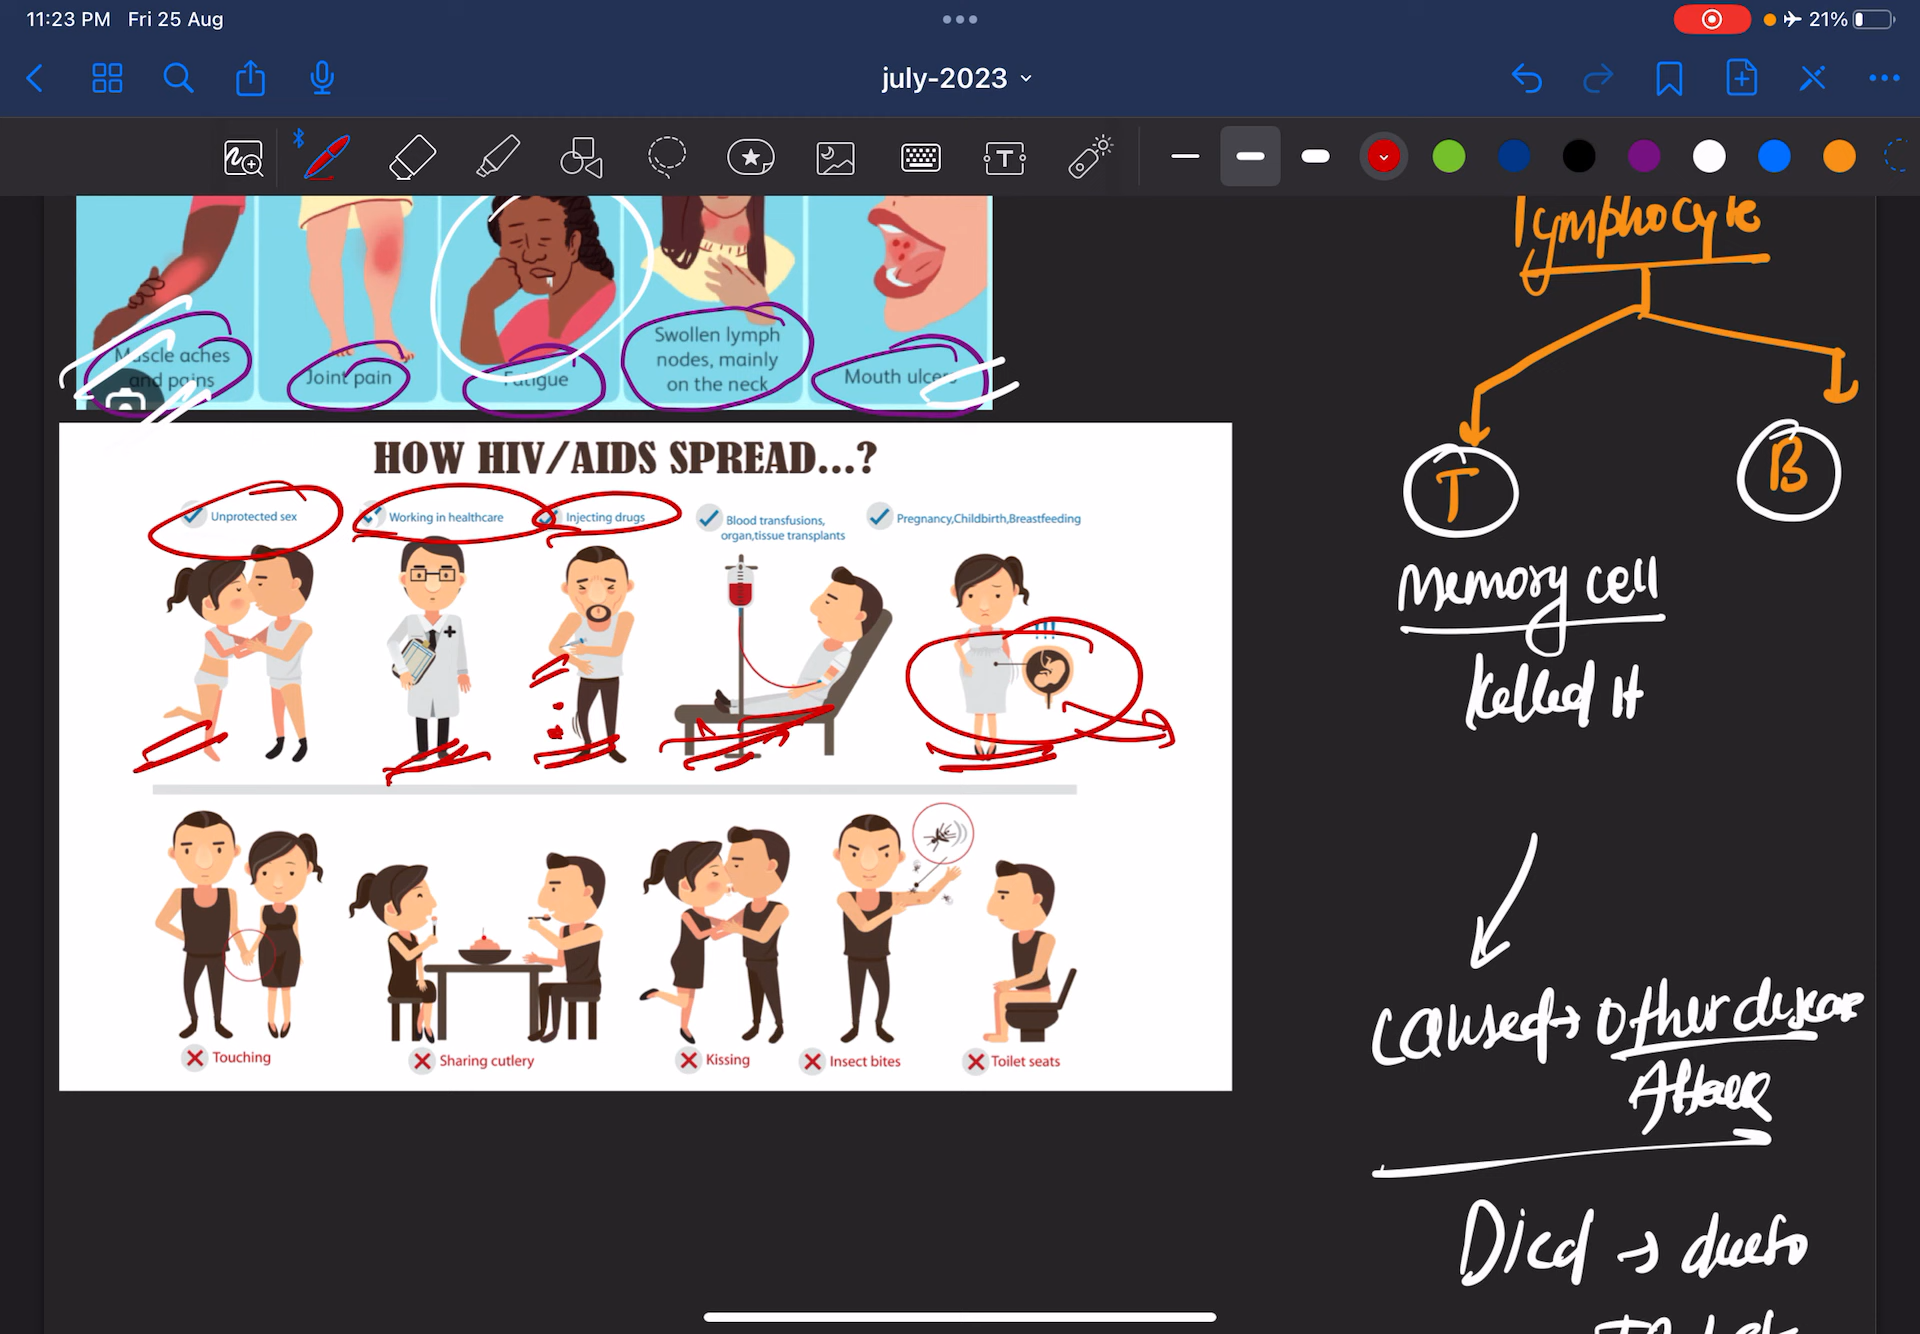 11:23 PM Fri 25 Aug
21%
july-2023
Muscle aches
and pains
Joint pain
Fatigue
Swollen lymph
nodes, mainly
on the neck
Mouth ulcers
HOW HIV/AIDS SPREAD...?
Unprotected sex
Working in healthcare
Injecting drugs
Blood transfusions,
organ,tissue transplants
Pregnancy,Childbirth,Breastfeeding
Touching
Sharing cutlery
Kissing
Insect bites
Toilet seats
lymphocyte
T
B
Memory cell
killed it
Caused → Other disease
Attack
Died → due to